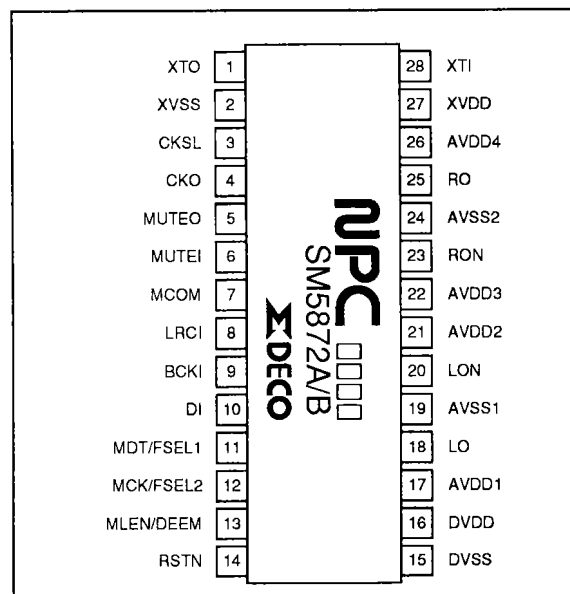 XTO 1 28 XTI
XVSS 2 27 XVDD
CKSL 3 26 AVDD4
CKO 4 25 RO
MUTEO 5 24 AVSS2
MUTEI 6 23 RON
MCOM 7 22 AVDD3
LRCI 8 21 AVDD2
BCKI 9 20 LON
DI 10 19 AVSS1
MDT/FSEL1 11 18 LO
MCK/FSEL2 12 17 AVDD1
MLEN/DEEM 13 16 DVDD
RSTN 14 15 DVSS
NPC
SM5872A/B
ΣDECO